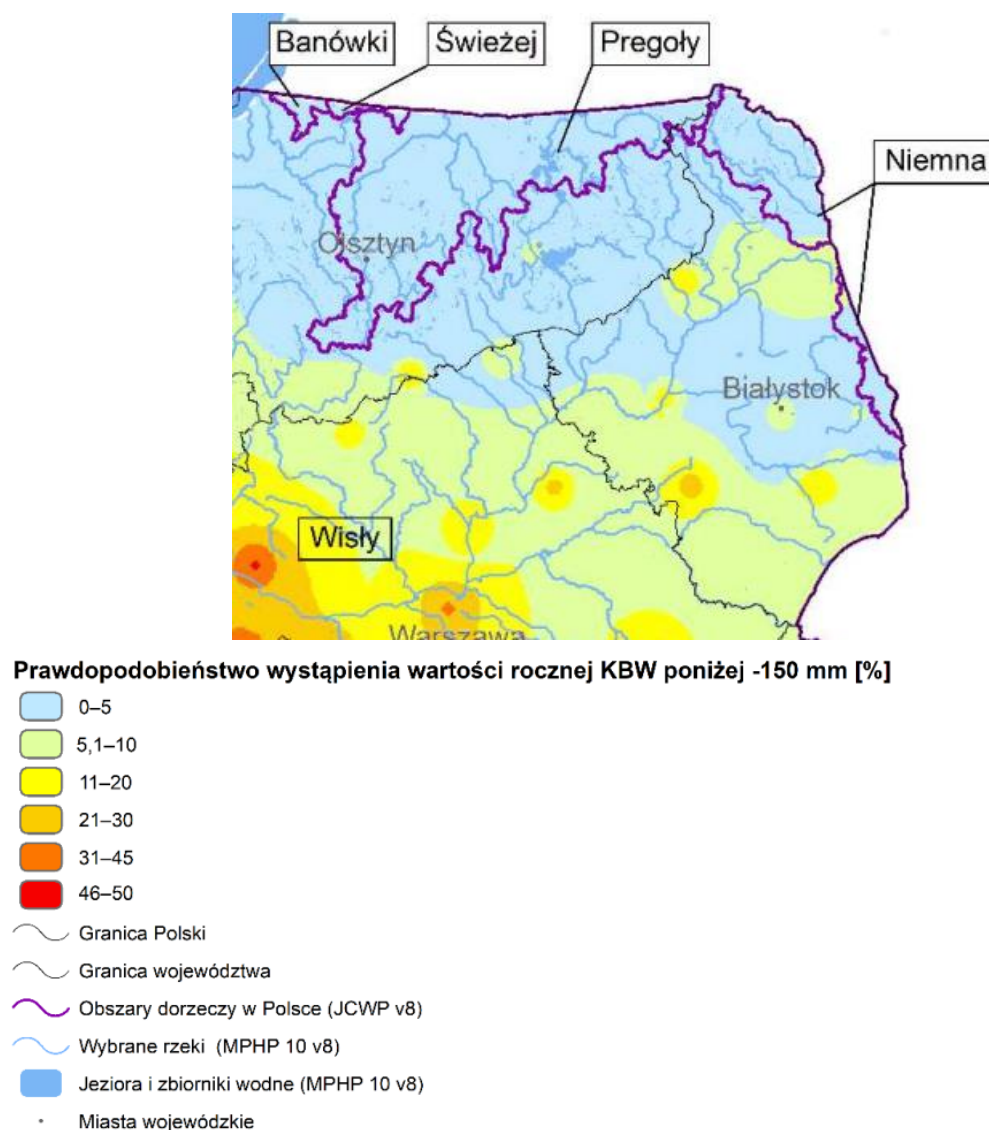 Banówki
Świeżej
Pregoły
Niemna
Olsztyn
Białystok
Wisły
Warszawa
Prawdopodobieństwo wystąpienia wartości rocznej KBW poniżej -150 mm [%]
0–5
5,1–10
11–20
21–30
31–45
46–50
Granica Polski
Granica województwa
Obszary dorzeczy w Polsce (JCWP v8)
Wybrane rzeki (MPHP 10 v8)
Jeziora i zbiorniki wodne (MPHP 10 v8)
Miasta wojewódzkie